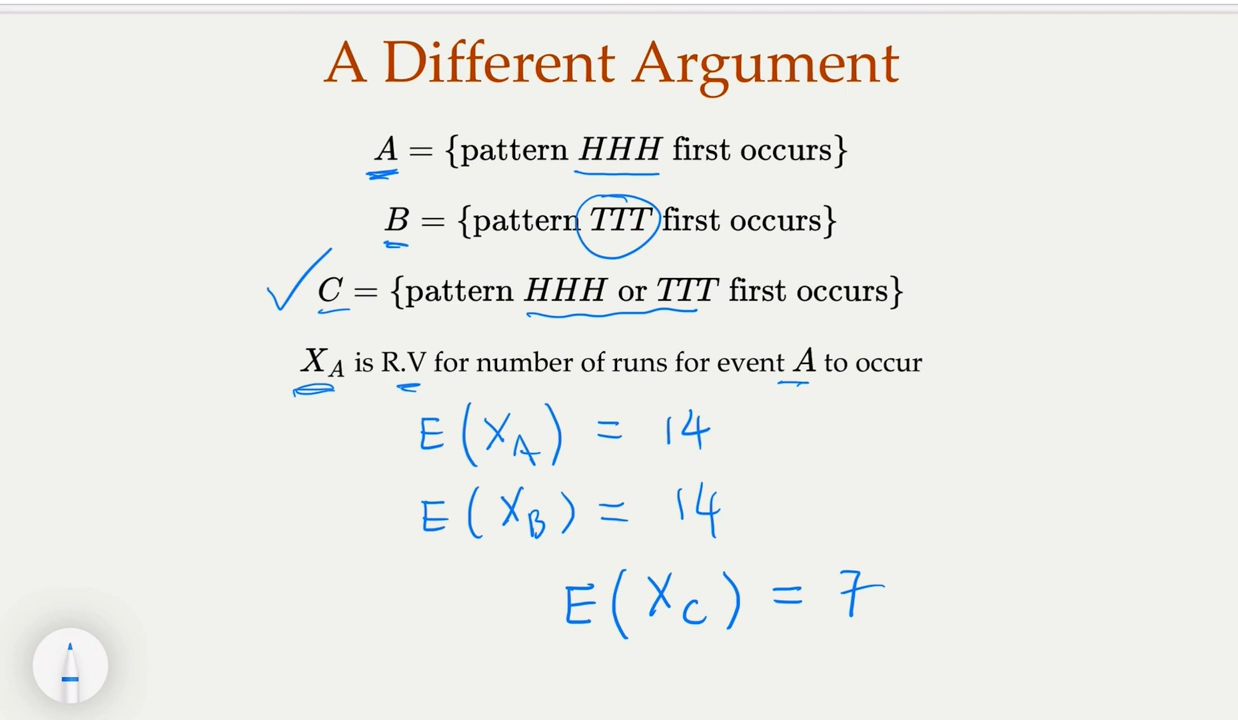 A Different Argument
A = {pattern HHH first occurs}
B = {pattern TTT first occurs}
C = {pattern HHH or TTT first occurs}
X_A is R.V for number of runs for event A to occur
E(X_A) = 14
E(X_B) = 14
E(X_C) = 7